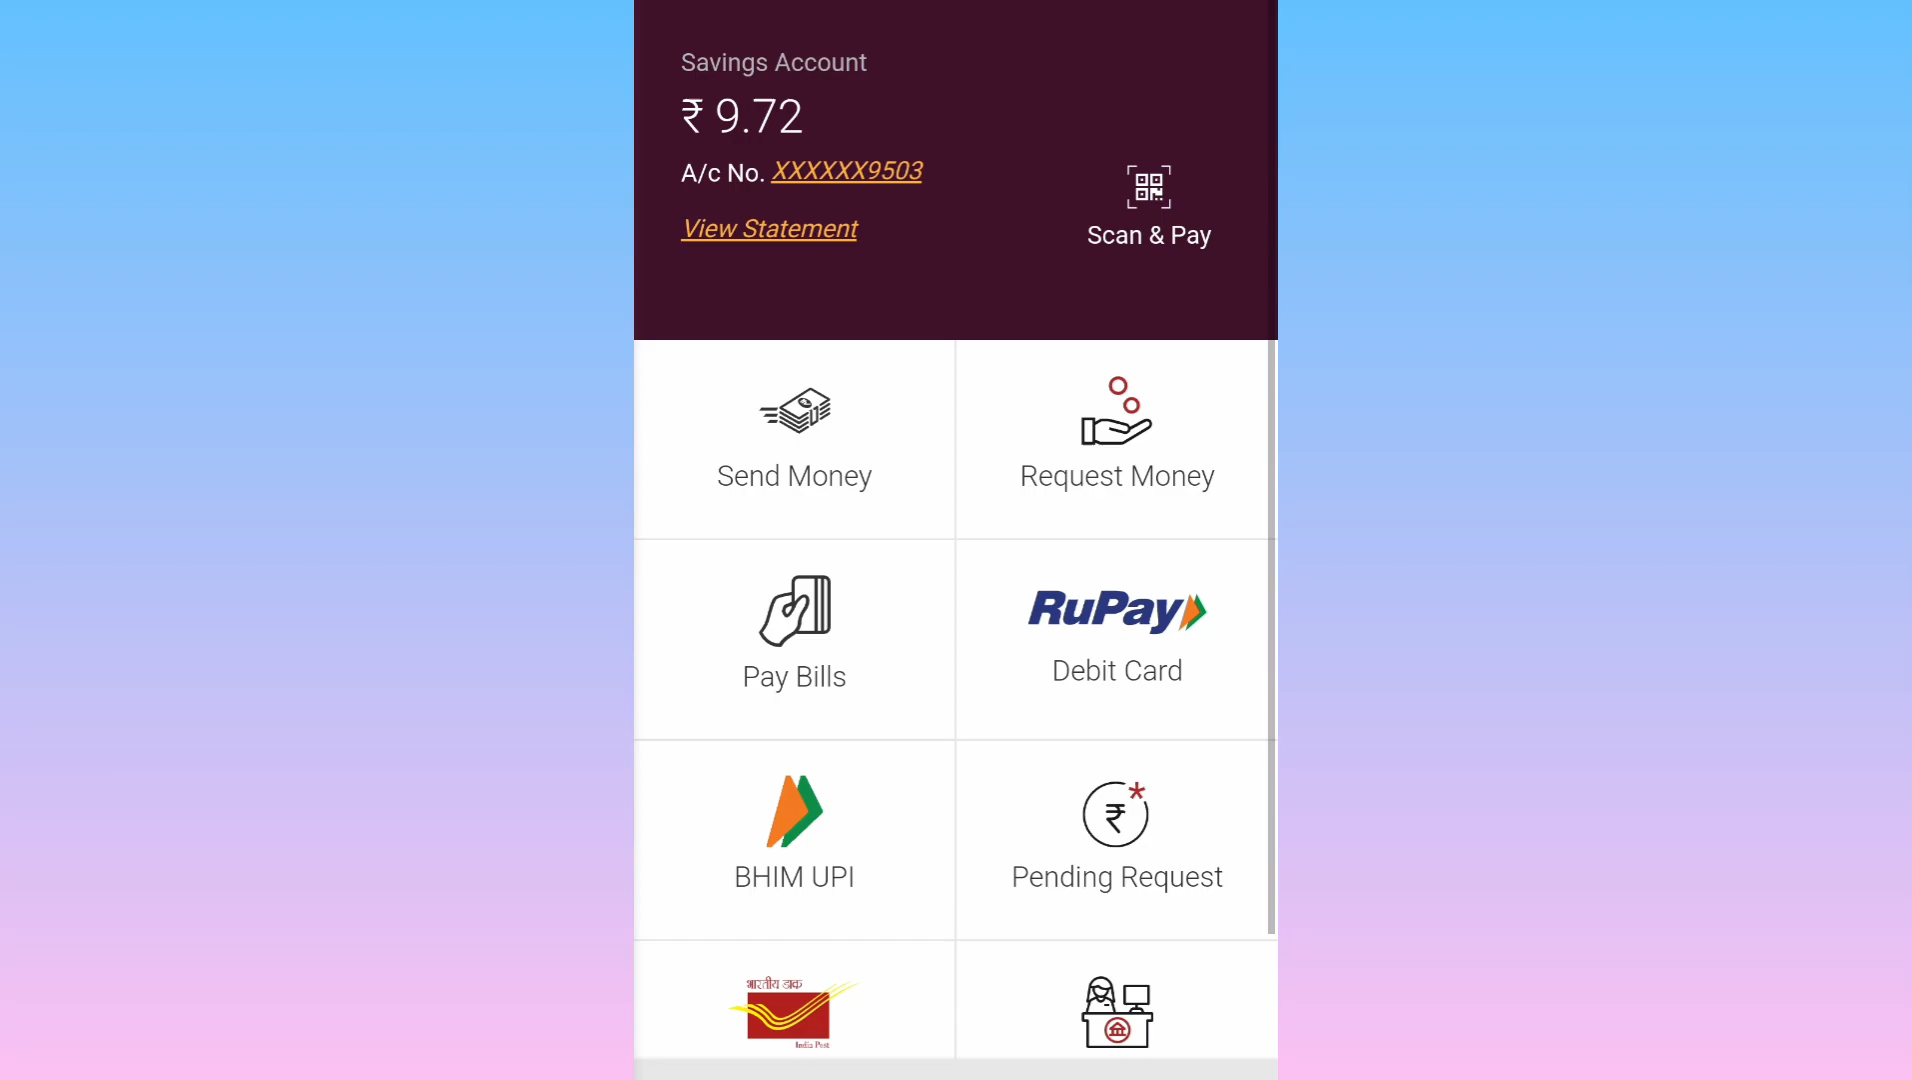 Savings Account
₹ 9.72
A/c No. XXXXXX9503
View Statement
Scan & Pay
Send Money
Request Money
Pay Bills
RuPay
Debit Card
BHIM UPI
₹*
Pending Request
भारतीय डाक
India Post